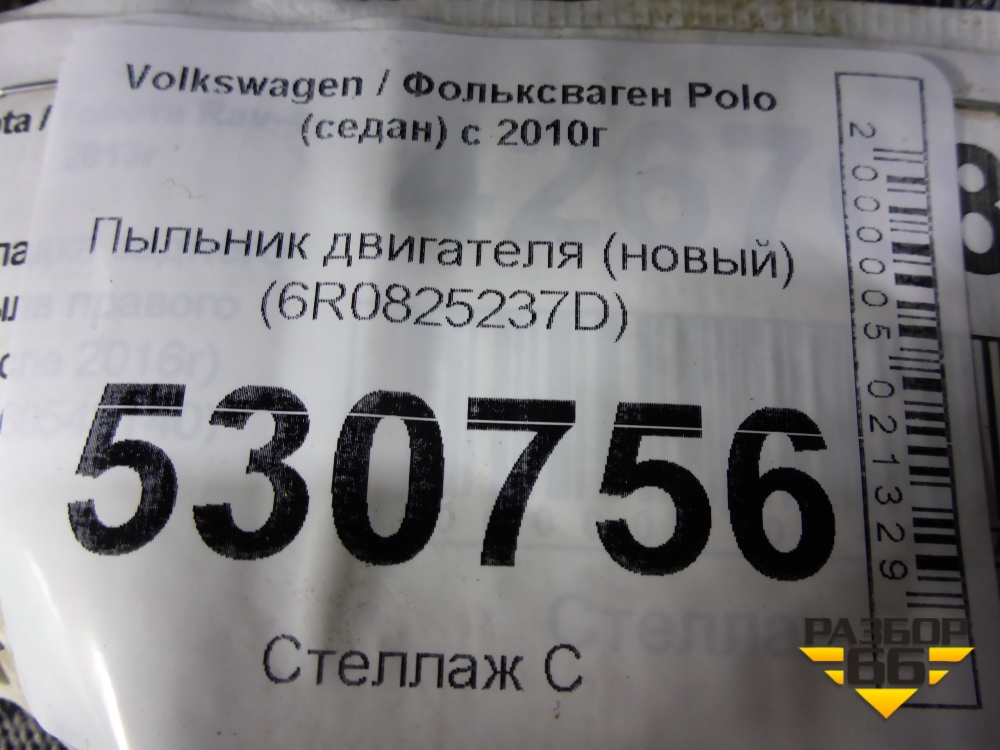 Volkswagen / Фольксваген Polo
(седан) с 2010г
Пыльник двигателя (новый)
(6R0825237D)
530756
Стеллаж С
2000005021329
РАЗБОР
66